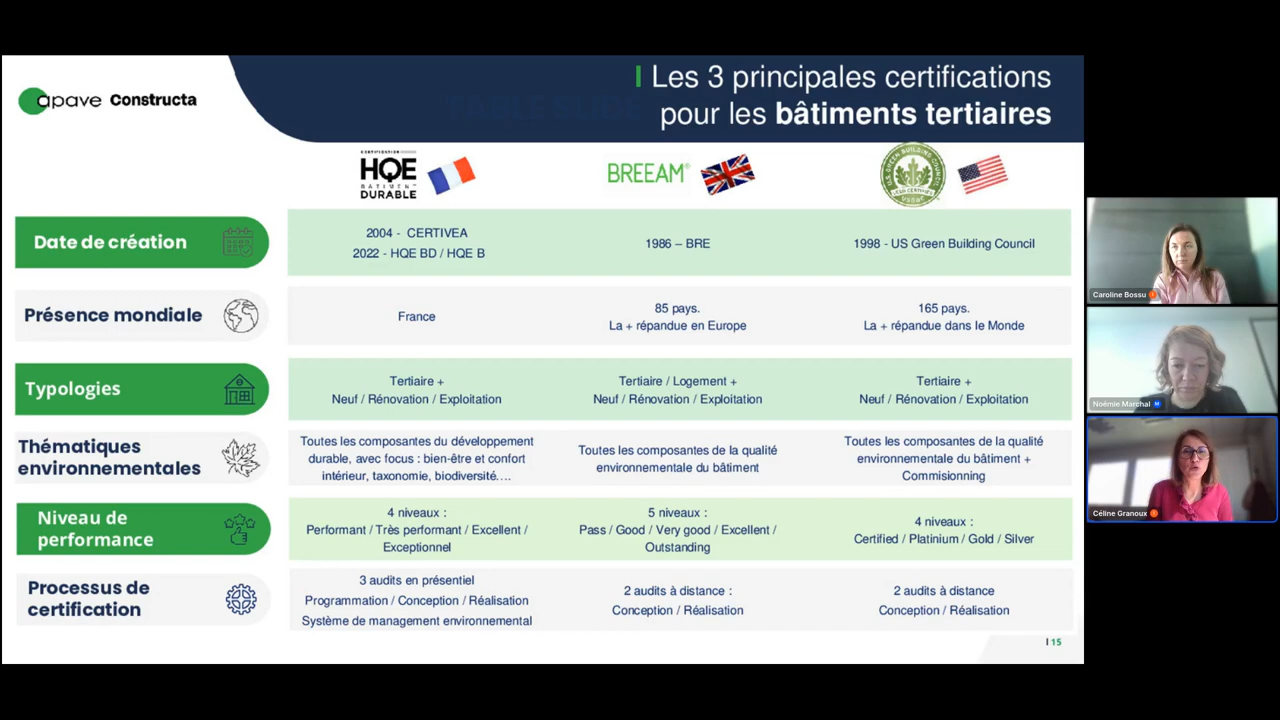 apave Constructa
Les 3 principales certifications
pour les bâtiments tertiaires
HQE
BÂTIMENT
DURABLE
BREEAM®
Date de création
2004 - CERTIVEA
2022 - HQE BD / HQE B
1986 – BRE
1998 - US Green Building Council
Présence mondiale
France
85 pays.
La + répandue en Europe
165 pays.
La + répandue dans le Monde
Typologies
Tertiaire +
Neuf / Rénovation / Exploitation
Tertiaire / Logement +
Neuf / Rénovation / Exploitation
Tertiaire +
Neuf / Rénovation / Exploitation
Thématiques
environnementales
Toutes les composantes du développement
durable, avec focus : bien-être et confort
intérieur, taxonomie, biodiversité....
Toutes les composantes de la qualité
environnementale du bâtiment
Toutes les composantes de la qualité
environnementale du bâtiment +
Commisionning
Niveau de
performance
4 niveaux :
Performant / Très performant / Excellent /
Exceptionnel
5 niveaux :
Pass / Good / Very good / Excellent /
Outstanding
4 niveaux :
Certified / Platinium / Gold / Silver
Processus de
certification
3 audits en présentiel
Programmation / Conception / Réalisation
Système de management environnemental
2 audits à distance :
Conception / Réalisation
2 audits à distance
Conception / Réalisation
15
Caroline Bossu
Noémie Marchal
Céline Granoux